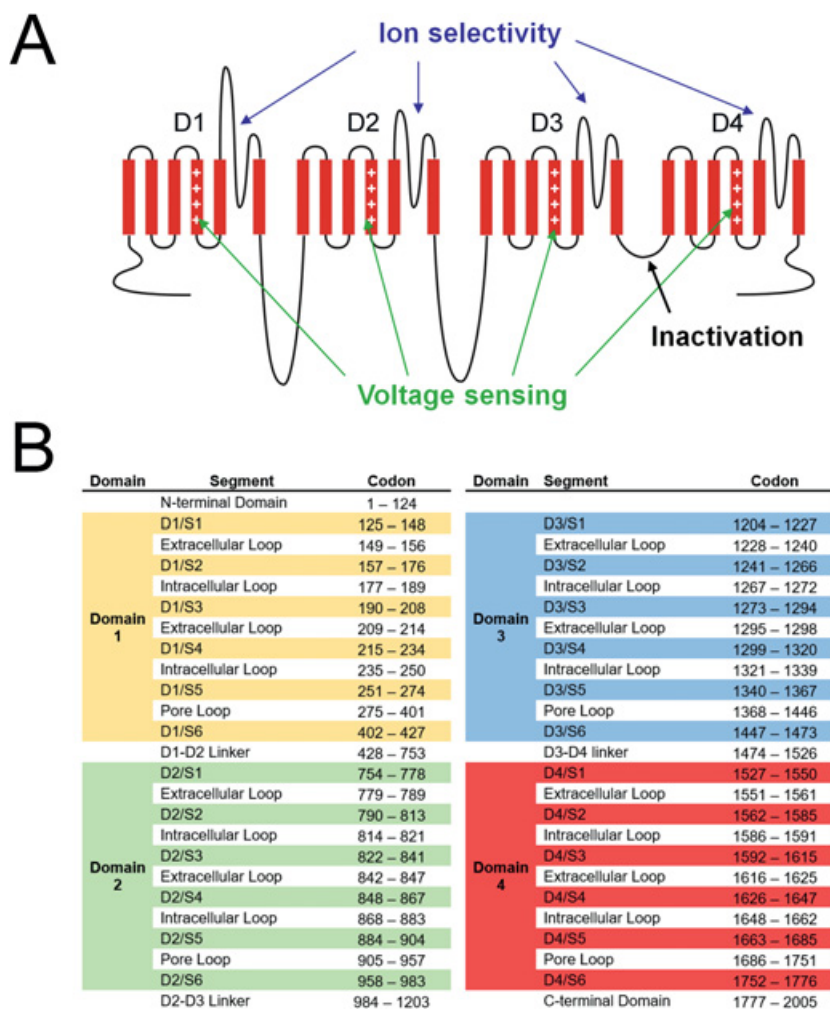 A
Ion selectivity
D1 D2 D3 D4
+ + + +
+ + + +
+ + + +
+ + + +
Inactivation
Voltage sensing
B
Domain Segment Codon Domain Segment Codon
N-terminal Domain 1 – 124
D1/S1 125 – 148 D3/S1 1204 – 1227
Extracellular Loop 149 – 156 Extracellular Loop 1228 – 1240
D1/S2 157 – 176 D3/S2 1241 – 1266
Intracellular Loop 177 – 189 Intracellular Loop 1267 – 1272
D1/S3 190 – 208 D3/S3 1273 – 1294
Domain 1 Extracellular Loop 209 – 214 Domain 3 Extracellular Loop 1295 – 1298
D1/S4 215 – 234 D3/S4 1299 – 1320
Intracellular Loop 235 – 250 Intracellular Loop 1321 – 1339
D1/S5 251 – 274 D3/S5 1340 – 1367
Pore Loop 275 – 401 Pore Loop 1368 – 1446
D1/S6 402 – 427 D3/S6 1447 – 1473
D1-D2 Linker 428 – 753 D3-D4 linker 1474 – 1526
D2/S1 754 – 778 D4/S1 1527 – 1550
Extracellular Loop 779 – 789 Extracellular Loop 1551 – 1561
D2/S2 790 – 813 D4/S2 1562 – 1585
Intracellular Loop 814 – 821 Intracellular Loop 1586 – 1591
D2/S3 822 – 841 D4/S3 1592 – 1615
Domain 2 Extracellular Loop 842 – 847 Domain 4 Extracellular Loop 1616 – 1625
D2/S4 848 – 867 D4/S4 1626 – 1647
Intracellular Loop 868 – 883 Intracellular Loop 1648 – 1662
D2/S5 884 – 904 D4/S5 1663 – 1685
Pore Loop 905 – 957 Pore Loop 1686 – 1751
D2/S6 958 – 983 D4/S6 1752 – 1776
D2-D3 Linker 984 – 1203 C-terminal Domain 1777 – 2005